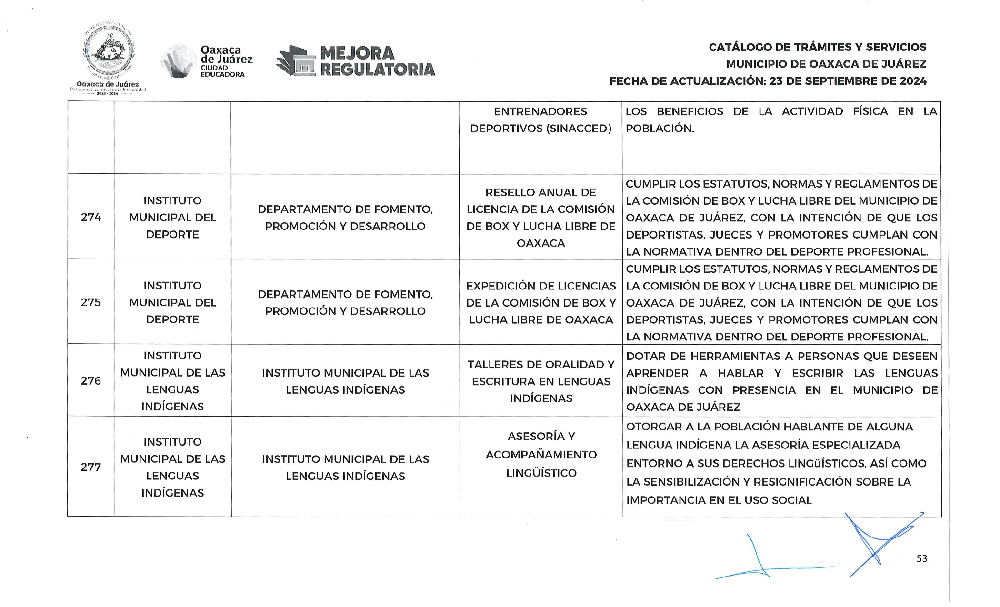 HONORABLE AYUNTAMIENTO
Por una ciudad educadora
Oaxaca de Juárez
Patrimonio cultural de la humanidad
2022 - 2024
Oaxaca
de Juárez
CIUDAD
EDUCADORA
MEJORA
REGULATORIA
CATÁLOGO DE TRÁMITES Y SERVICIOS
MUNICIPIO DE OAXACA DE JUÁREZ
FECHA DE ACTUALIZACIÓN: 23 DE SEPTIEMBRE DE 2024
ENTRENADORES
DEPORTIVOS (SINACCED)
LOS BENEFICIOS DE LA ACTIVIDAD FÍSICA EN LA
POBLACIÓN.
274
INSTITUTO
MUNICIPAL DEL
DEPORTE
DEPARTAMENTO DE FOMENTO,
PROMOCIÓN Y DESARROLLO
RESELLO ANUAL DE
LICENCIA DE LA COMISIÓN
DE BOX Y LUCHA LIBRE DE
OAXACA
CUMPLIR LOS ESTATUTOS, NORMAS Y REGLAMENTOS DE
LA COMISIÓN DE BOX Y LUCHA LIBRE DEL MUNICIPIO DE
OAXACA DE JUÁREZ, CON LA INTENCIÓN DE QUE LOS
DEPORTISTAS, JUECES Y PROMOTORES CUMPLAN CON
LA NORMATIVA DENTRO DEL DEPORTE PROFESIONAL.
275
INSTITUTO
MUNICIPAL DEL
DEPORTE
DEPARTAMENTO DE FOMENTO,
PROMOCIÓN Y DESARROLLO
EXPEDICIÓN DE LICENCIAS
DE LA COMISIÓN DE BOX Y
LUCHA LIBRE DE OAXACA
CUMPLIR LOS ESTATUTOS, NORMAS Y REGLAMENTOS DE
LA COMISIÓN DE BOX Y LUCHA LIBRE DEL MUNICIPIO DE
OAXACA DE JUÁREZ, CON LA INTENCIÓN DE QUE LOS
DEPORTISTAS, JUECES Y PROMOTORES CUMPLAN CON
LA NORMATIVA DENTRO DEL DEPORTE PROFESIONAL.
276
INSTITUTO
MUNICIPAL DE LAS
LENGUAS
INDÍGENAS
INSTITUTO MUNICIPAL DE LAS
LENGUAS INDÍGENAS
TALLERES DE ORALIDAD Y
ESCRITURA EN LENGUAS
INDÍGENAS
DOTAR DE HERRAMIENTAS A PERSONAS QUE DESEEN
APRENDER A HABLAR Y ESCRIBIR LAS LENGUAS
INDÍGENAS CON PRESENCIA EN EL MUNICIPIO DE
OAXACA DE JUÁREZ
277
INSTITUTO
MUNICIPAL DE LAS
LENGUAS
INDÍGENAS
INSTITUTO MUNICIPAL DE LAS
LENGUAS INDÍGENAS
ASESORÍA Y
ACOMPAÑAMIENTO
LINGÜÍSTICO
OTORGAR A LA POBLACIÓN HABLANTE DE ALGUNA
LENGUA INDÍGENA LA ASESORÍA ESPECIALIZADA
ENTORNO A SUS DERECHOS LINGüÍSTICOS, ASÍ COMO
LA SENSIBILIZACIÓN Y RESIGNIFICACIÓN SOBRE LA
IMPORTANCIA EN EL USO SOCIAL
53